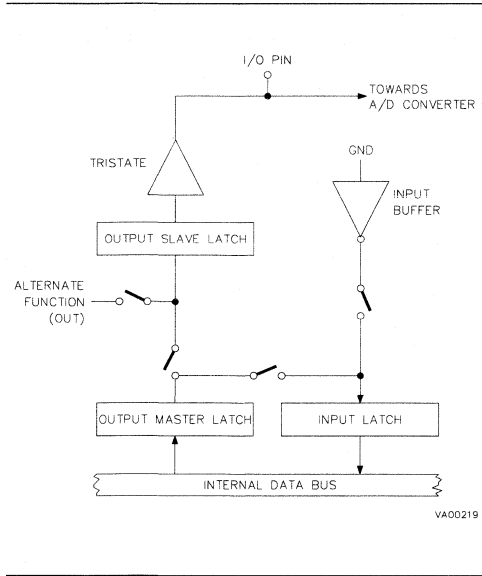 I/O PIN
TOWARDS
A/D CONVERTER
TRISTATE
GND
INPUT
BUFFER
OUTPUT SLAVE LATCH
ALTERNATE
FUNCTION
(OUT)
OUTPUT MASTER LATCH
INPUT LATCH
INTERNAL DATA BUS
VA00219